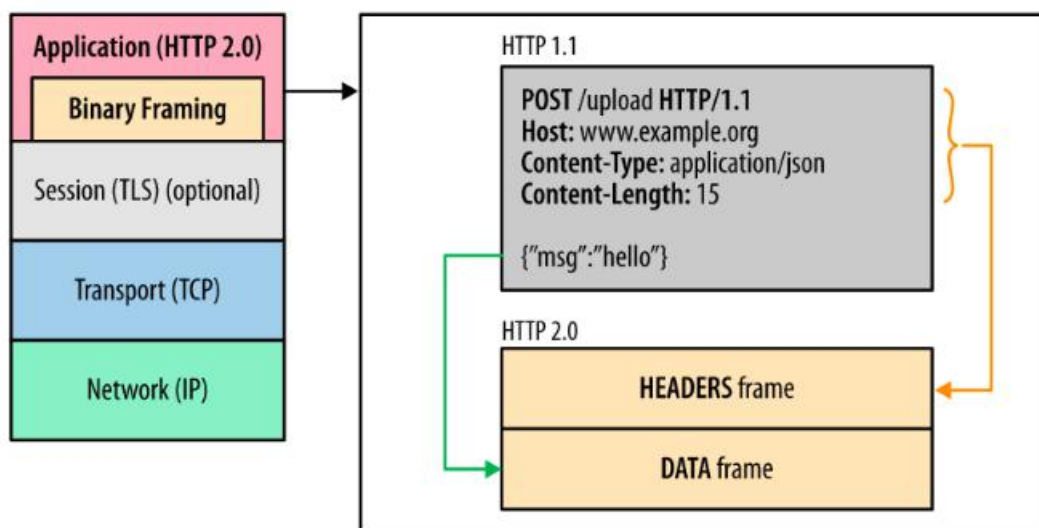 Application (HTTP 2.0)
Binary Framing
Session (TLS) (optional)
Transport (TCP)
Network (IP)
HTTP 1.1
POST /upload HTTP/1.1
Host: www.example.org
Content-Type: application/json
Content-Length: 15
{”msg”:”hello”}
HTTP 2.0
HEADERS frame
DATA frame